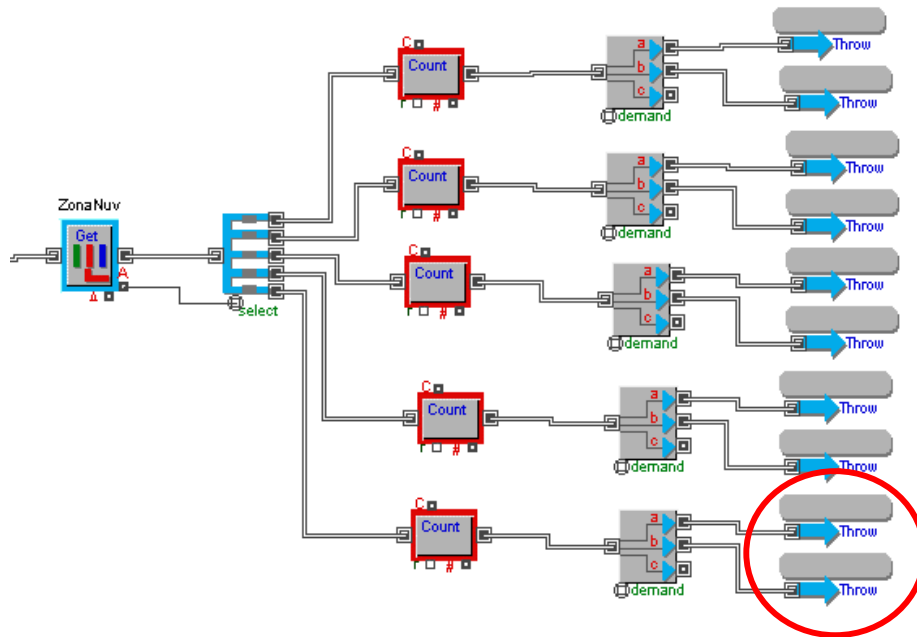 ZonaNuv
Get
A
Δ
select
C
Count
r #
a
b
c
demand
Throw
Throw
C
Count
r #
a
b
c
demand
Throw
Throw
C
Count
r #
a
b
c
demand
Throw
Throw
C
Count
r #
a
b
c
demand
Throw
Throw
C
Count
r #
a
b
c
demand
Throw
Throw